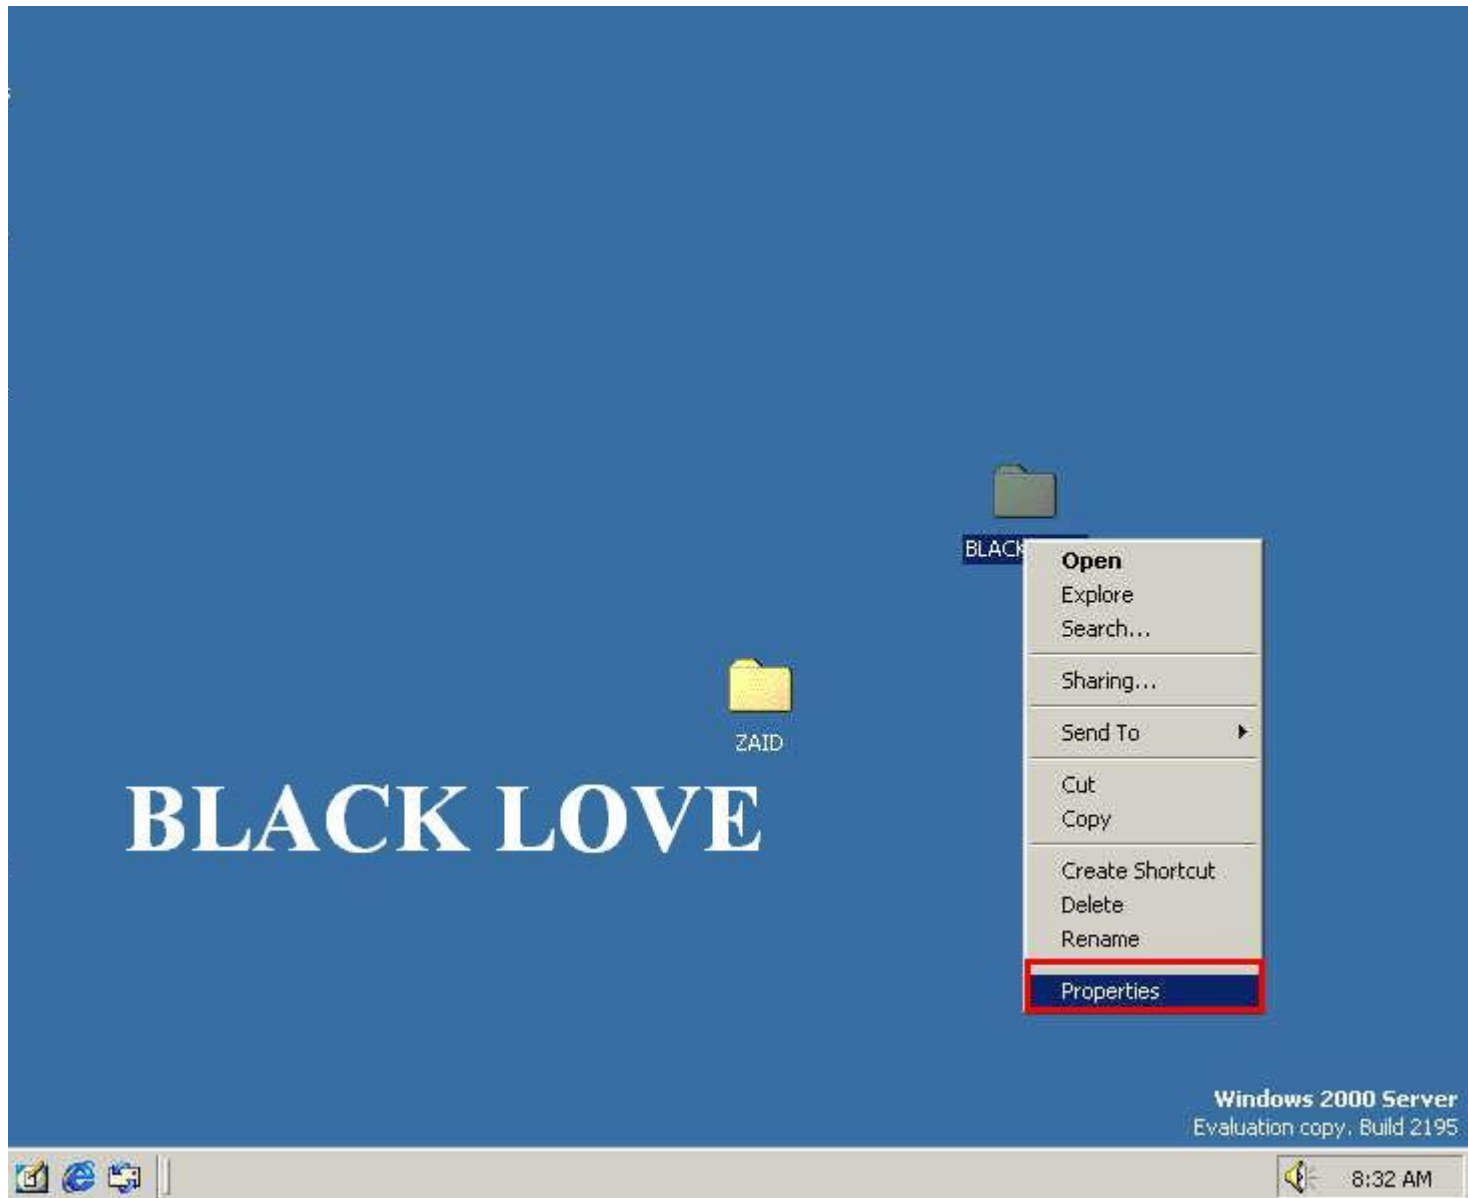 BLACK
Open
Explore
Search...
Sharing...
Send To
ZAID
Cut
Copy
BLACK LOVE
Create Shortcut
Delete
Rename
Properties
Windows 2000 Server
Evaluation copy. Build 2195
8:32 AM